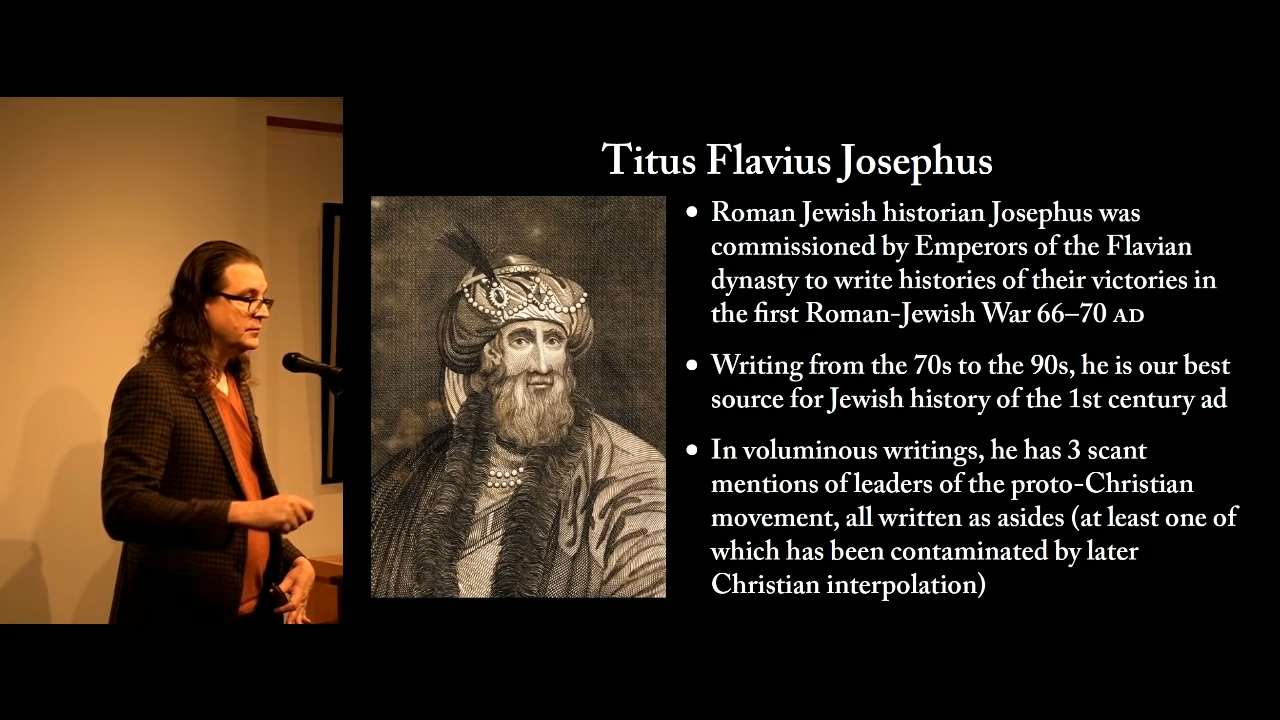 Titus Flavius Josephus
• Roman Jewish historian Josephus was
commissioned by Emperors of the Flavian
dynasty to write histories of their victories in
the first Roman-Jewish War 66–70 AD
• Writing from the 70s to the 90s, he is our best
source for Jewish history of the 1st century ad
• In voluminous writings, he has 3 scant
mentions of leaders of the proto-Christian
movement, all written as asides (at least one of
which has been contaminated by later
Christian interpolation)